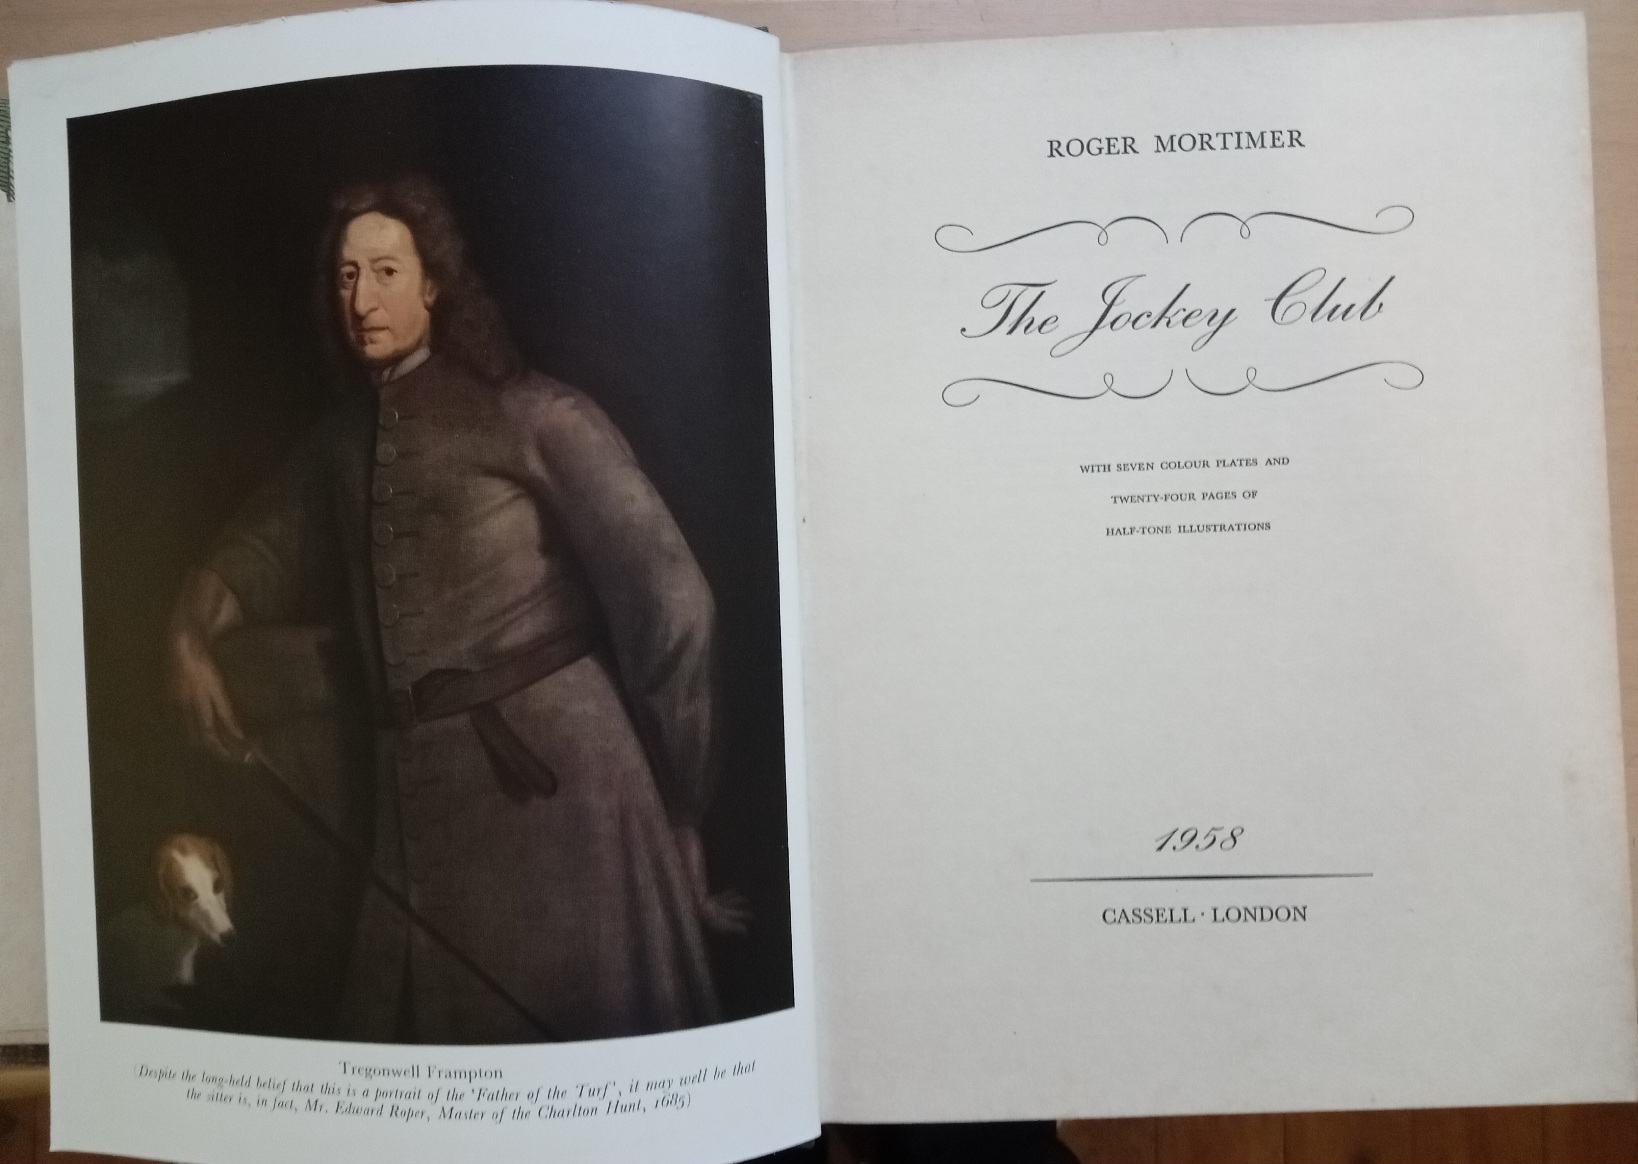 Tregonwell Frampton
(Despite the long-held belief that this is a portrait of the 'Father of the Turf', it may well be that
the sitter is, in fact, Mr. Edward Roper, Master of the Charlton Hunt, 1685)
ROGER MORTIMER
The Jockey Club
WITH SEVEN COLOUR PLATES AND
TWENTY-FOUR PAGES OF
HALF-TONE ILLUSTRATIONS
1958
CASSELL · LONDON